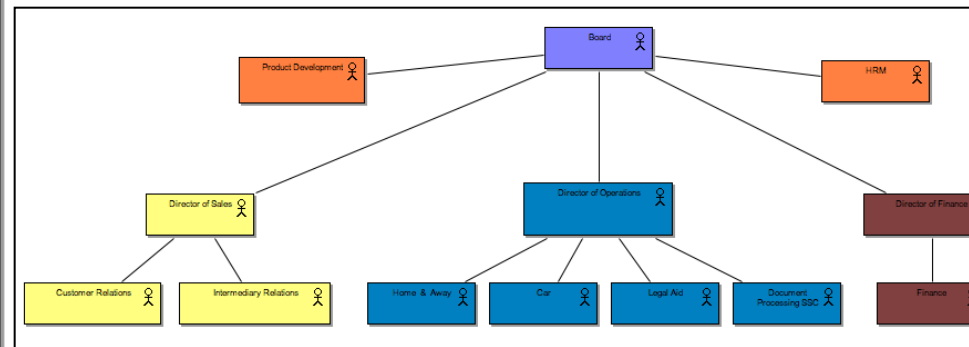 Board
Product Development
HRM
Director of Sales
Director of Operations
Director of Finance
Customer Relations
Intermediary Relations
Home & Away
Car
Legal Aid
Document
Processing SSC
Finance